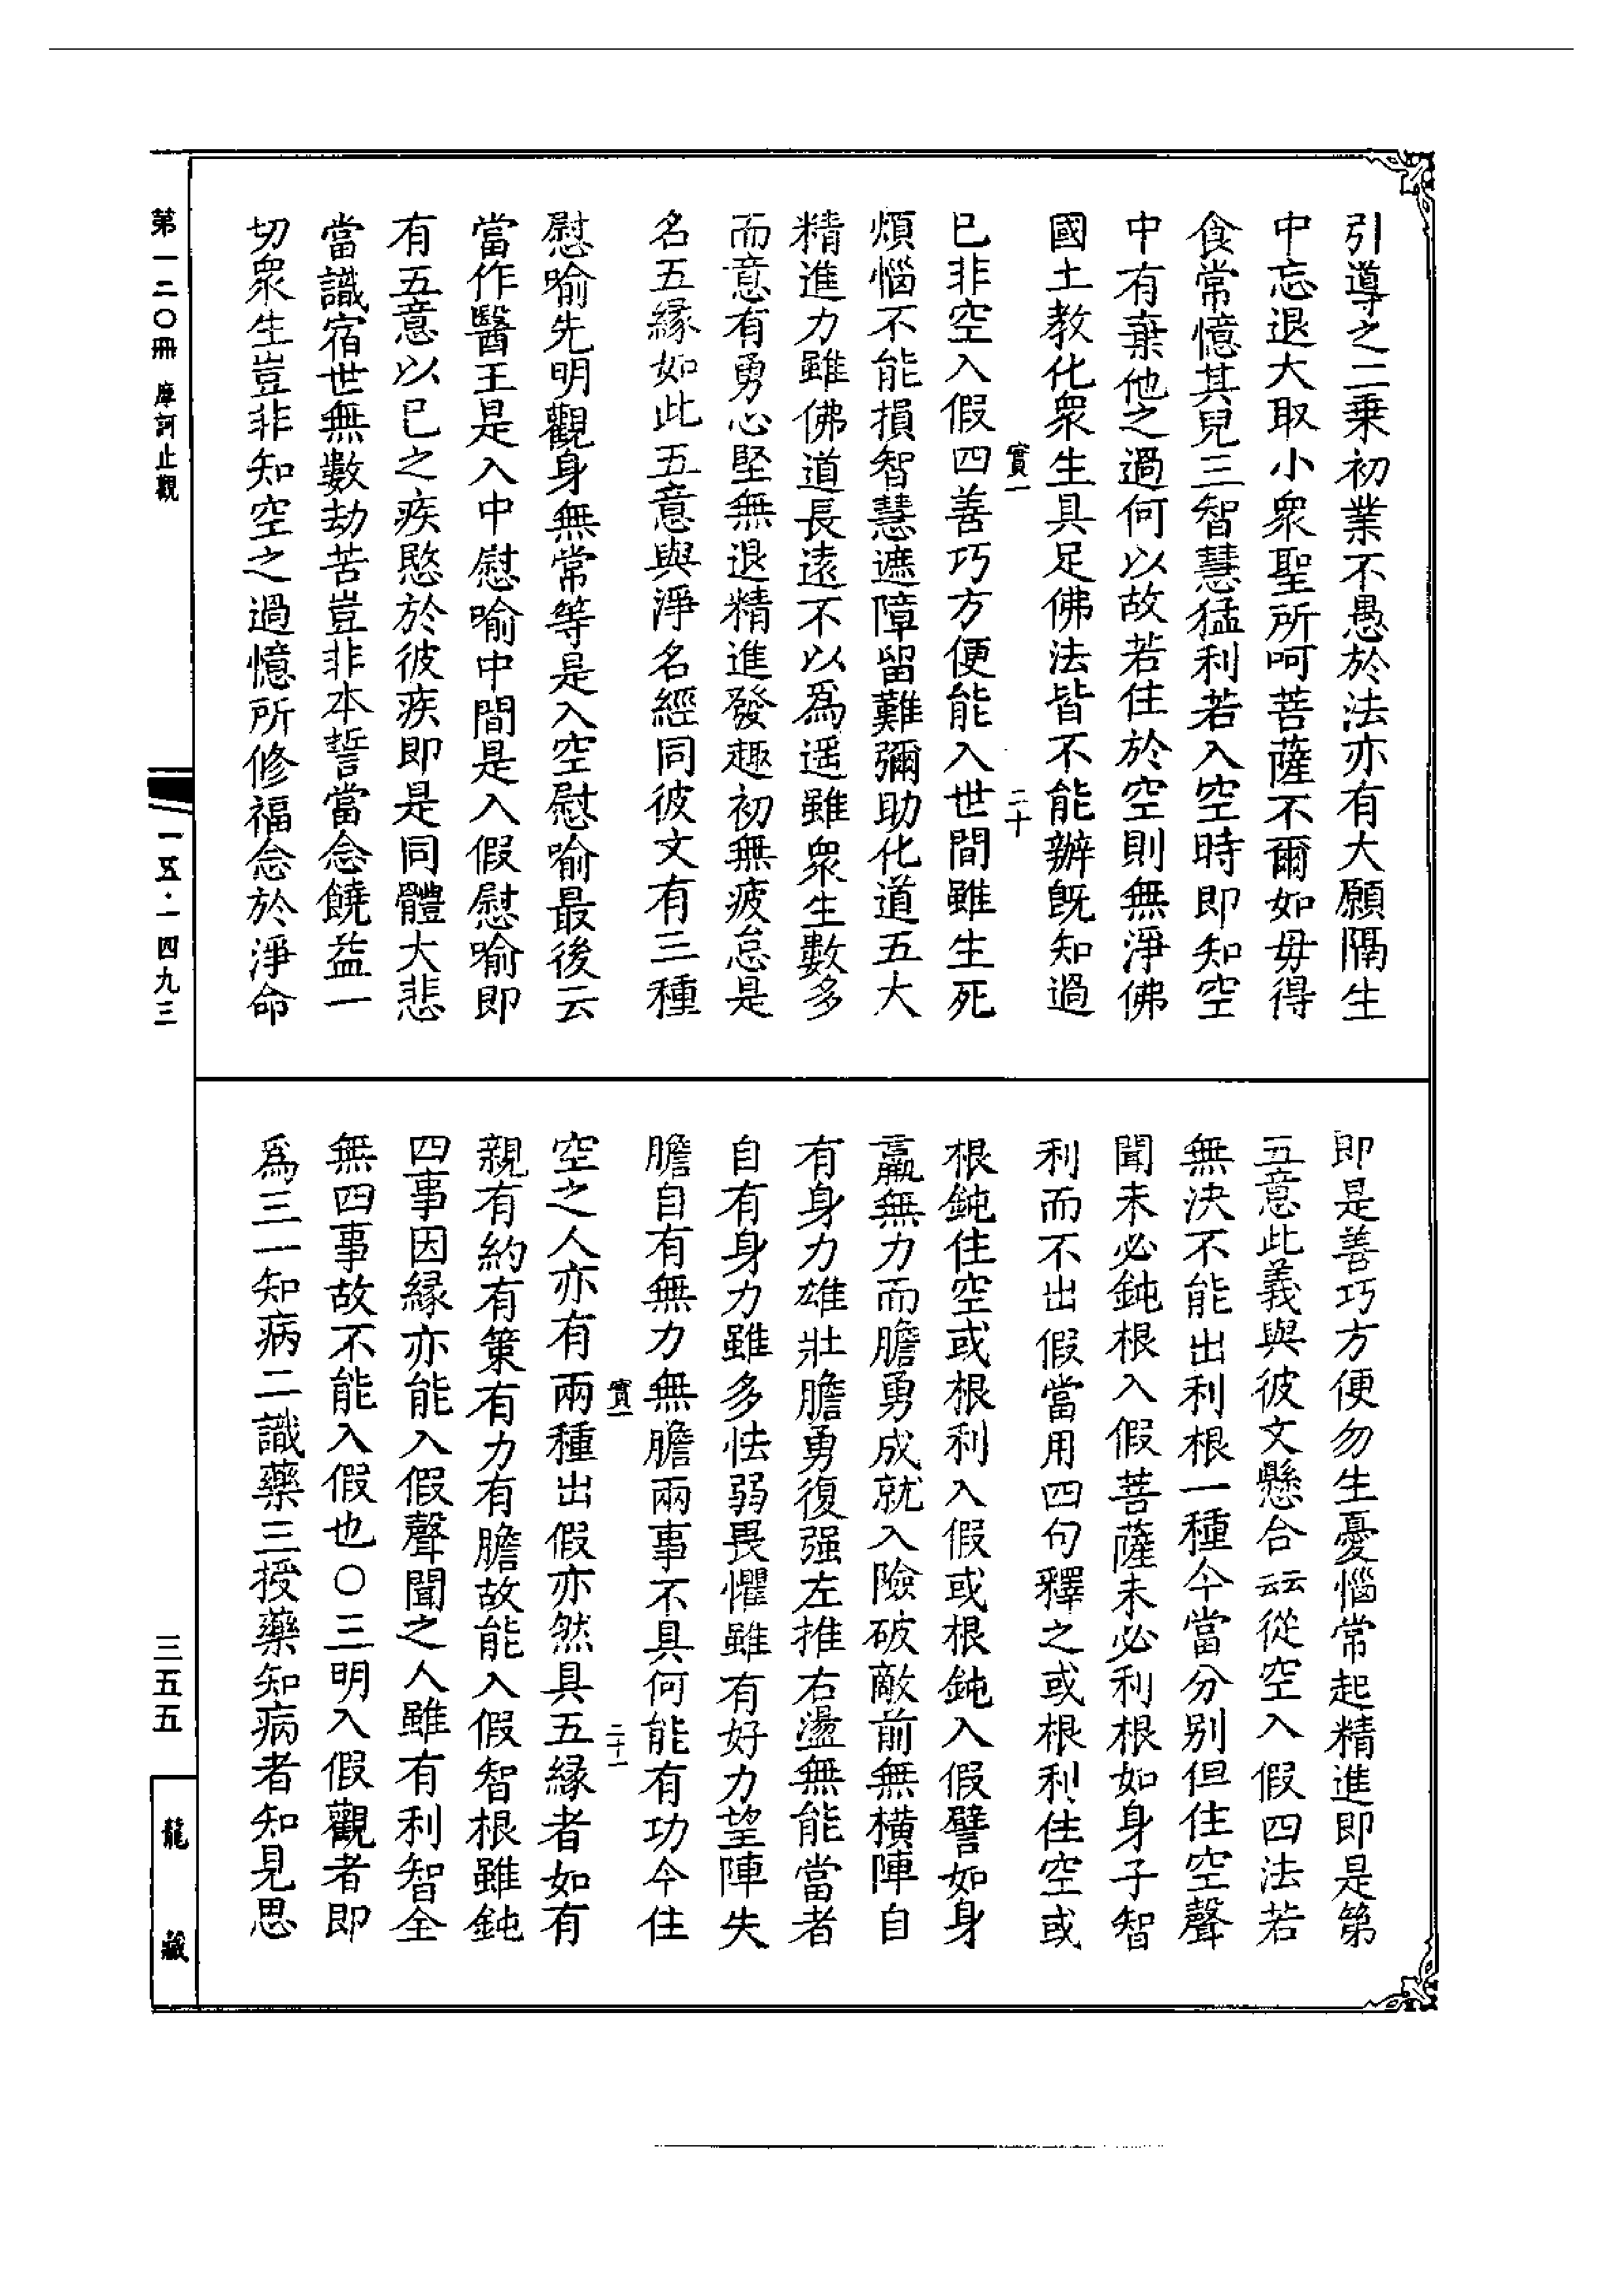 引導之二乗初業不愚於法亦有大願隔生
中忘退大取小衆聖所呵菩薩不爾如毋得
食常憶其兒三智慧猛利若入空時即知空
中有棄他之過何以故若住於空則無淨佛
國土教化衆生具足佛法皆不能辦旣知過
實一
二十
已非空入假四善巧方便能入世間雖生死
煩惱不能損智慧遮障留難彌助化道五大
精進力雖佛道長遠不以爲遥雖衆生數多
而意有勇心堅無退精進發趣初無疲怠是
名五縁如此五意與淨名經同彼文有三種
慰喻先明觀身無常等是入空慰喻最後云
當作醫王是入中慰喻中間是入假慰喻即
有五意以已之疾愍於彼疾即是同體大悲
當識宿世無數劫苦豈非本誓當念饒益一
切衆生豈非知空之過憶所修福念於淨命
即是善巧方便勿生憂惱常起精進即是第
五意此義與彼文懸合云云從空入假四法若
無決不能出利根一種今當分别但住空聲
聞未必鈍根入假菩薩未必利根如身子智
利而不出假當用四句釋之或根利住空或
根鈍住空或根利入假或根鈍入假譬如身
羸無力而膽勇成就入險破敵前無横陣自
有身力雄壯膽勇復强左推右盪無能當者
自有身力雖多怯弱畏懼雖有好力望陣失
膽自有無力無膽兩事不具何能有功今住
實一
二十一
空之人亦有兩種出假亦然具五縁者如有
親有約有策有力有膽故能入假智根雖鈍
四事因縁亦能入假聲聞之人雖有利智全
無四事故不能入假也○三明入假觀者即
爲三一知病二識藥三授藥知病者知見思
第一二〇冊 摩訶止觀
一五·一四九三
三五五
龍藏